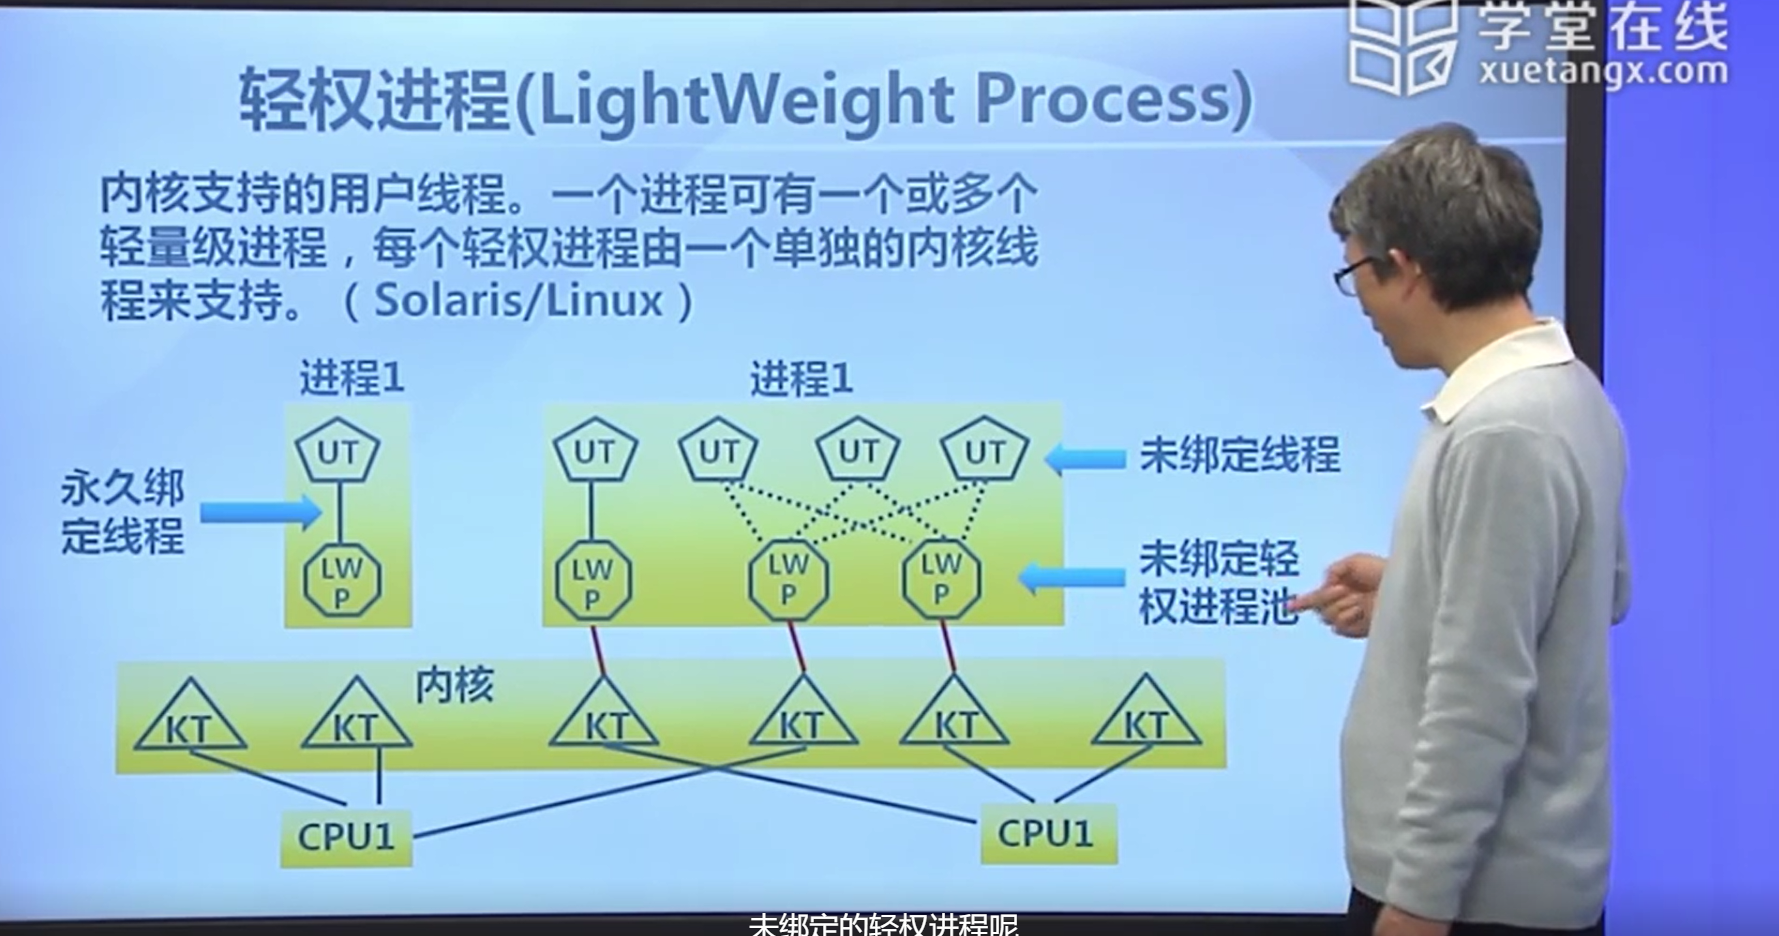 学堂在线
xuetangx.com
轻权进程(LightWeight Process)
内核支持的用户线程。一个进程可有一个或多个
轻量级进程，每个轻权进程由一个单独的内核线
程来支持。（Solaris/Linux）
进程1
进程1
UT
UT
UT
UT
UT
未绑定线程
永久绑
定线程
LW
P
LW
P
LW
P
LW
P
未绑定轻
权进程池
内核
KT
KT
KT
KT
KT
KT
CPU1
CPU1
未绑定的轻权进程呢